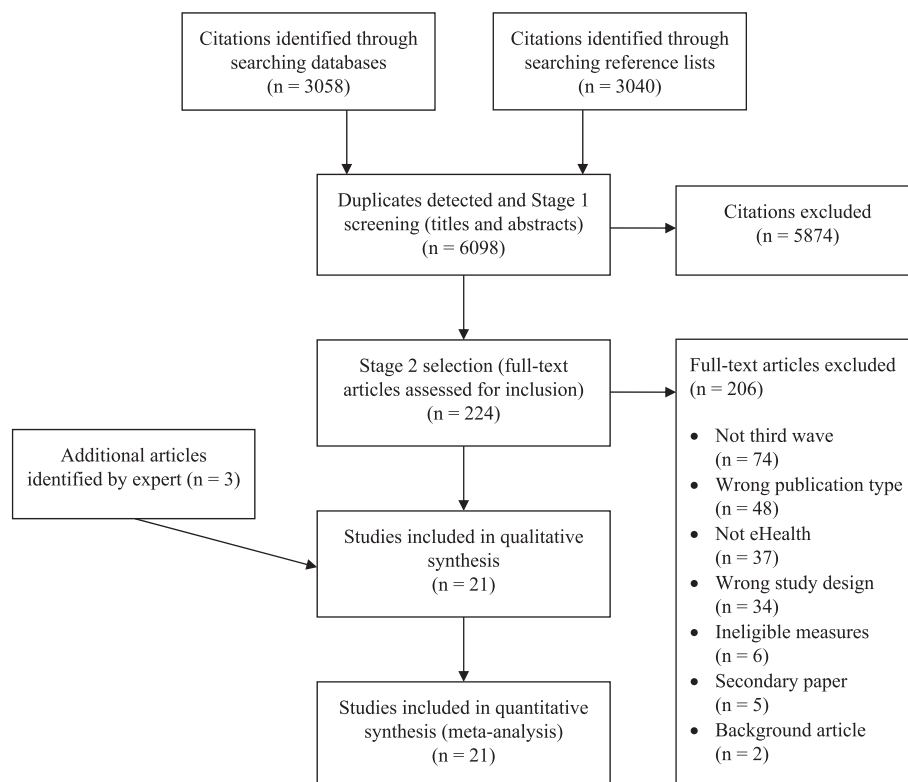 Citations identified through
searching databases
(n = 3058)
Citations identified through
searching reference lists
(n = 3040)
Duplicates detected and Stage 1
screening (titles and abstracts)
(n = 6098)
Citations excluded
(n = 5874)
Stage 2 selection (full-text
articles assessed for inclusion)
(n = 224)
Full-text articles excluded
(n = 206)
• Not third wave
(n = 74)
• Wrong publication type
(n = 48)
• Not eHealth
(n = 37)
• Wrong study design
(n = 34)
• Ineligible measures
(n = 6)
• Secondary paper
(n = 5)
• Background article
(n = 2)
Additional articles
identified by expert (n = 3)
Studies included in qualitative
synthesis
(n = 21)
Studies included in quantitative
synthesis (meta-analysis)
(n = 21)